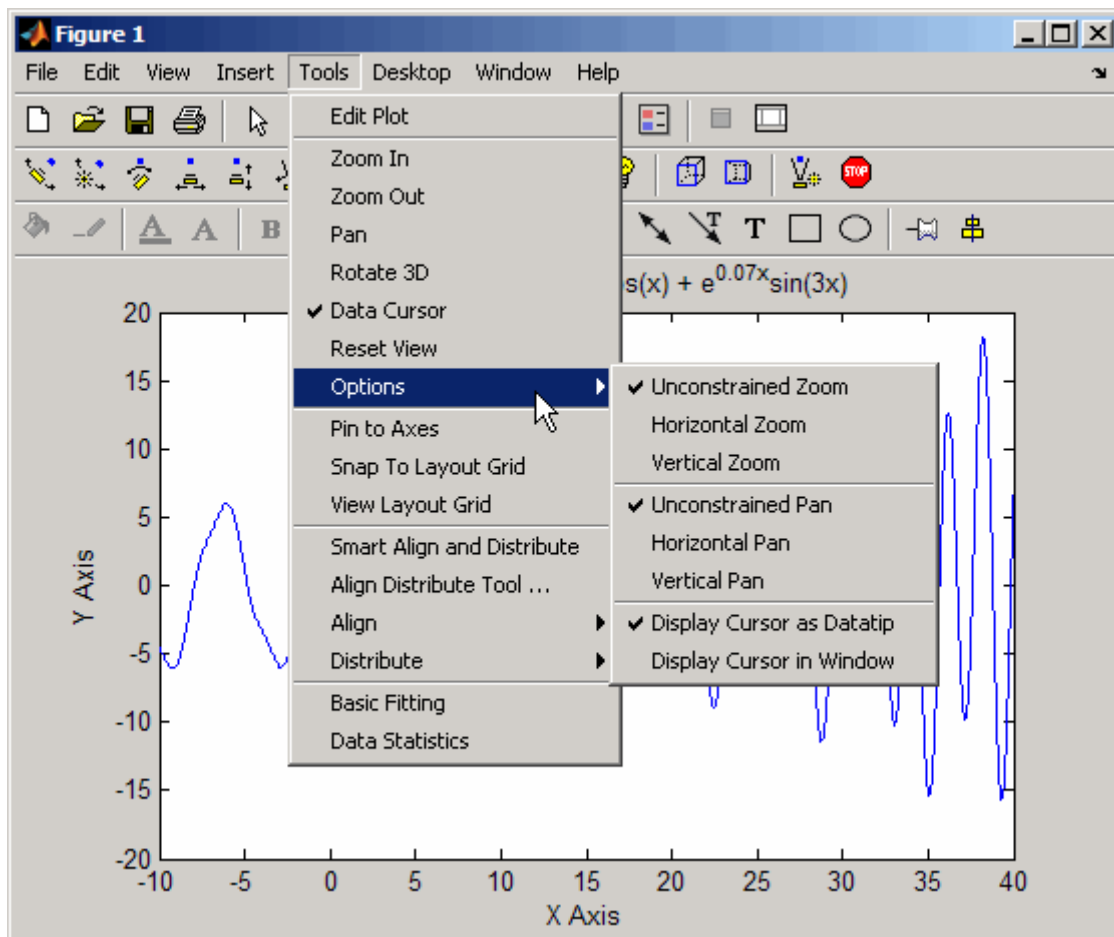 Figure 1
File Edit View Insert Tools Desktop Window Help
Edit Plot
Zoom In
Zoom Out
Pan
Rotate 3D
Data Cursor
Reset View
Options
Pin to Axes
Snap To Layout Grid
View Layout Grid
Smart Align and Distribute
Align Distribute Tool ...
Align
Distribute
Basic Fitting
Data Statistics
Unconstrained Zoom
Horizontal Zoom
Vertical Zoom
Unconstrained Pan
Horizontal Pan
Vertical Pan
Display Cursor as Datatip
Display Cursor in Window
STOP
A A B
T T
s(x) + e^0.07x sin(3x)
20
15
10
5
0
-5
-10
-15
-20
Y Axis
-10 -5 0 5 10 15 20 25 30 35 40
X Axis